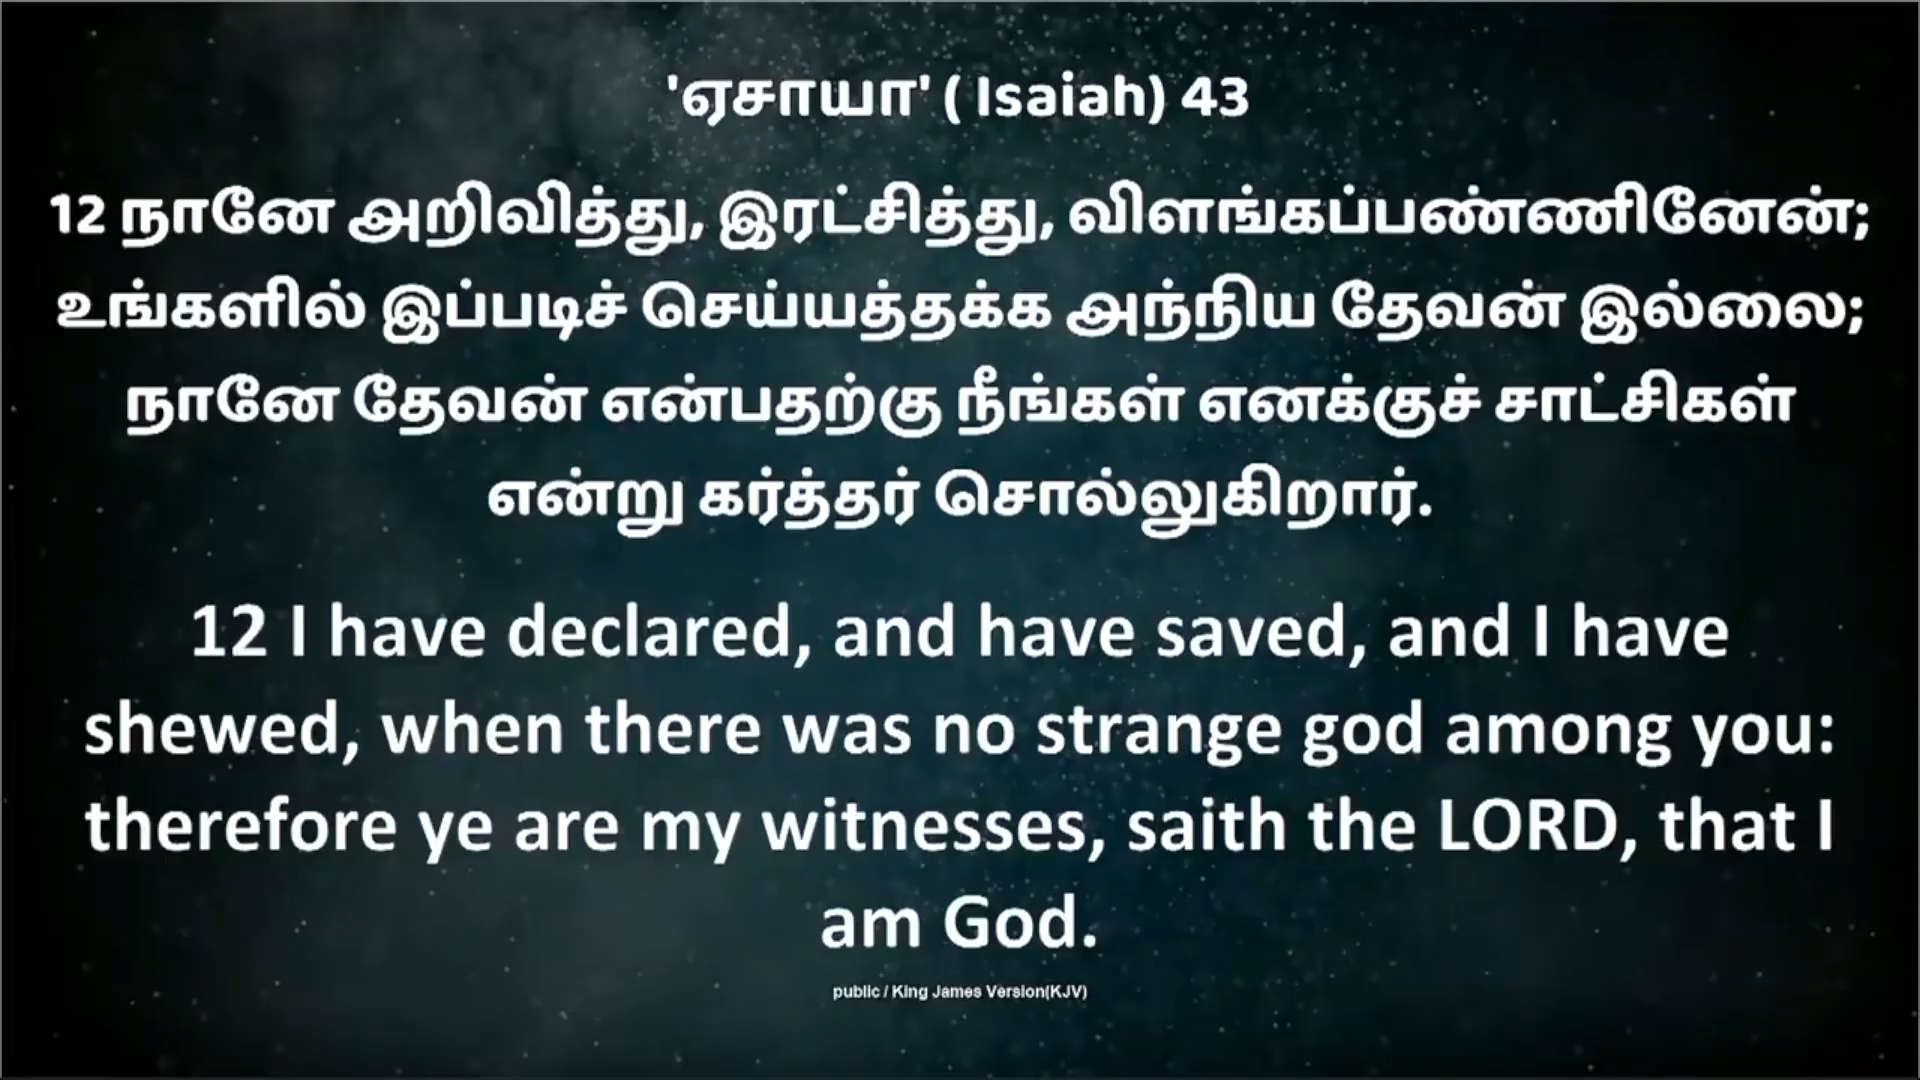 'ஏசாயா' ( Isaiah) 43
12 நானே அறிவித்து, இரட்சித்து, விளங்கப்பண்ணினேன்;
உங்களில் இப்படிச் செய்யத்தக்க அந்நிய தேவன் இல்லை;
நானே தேவன் என்பதற்கு நீங்கள் எனக்குச் சாட்சிகள்
என்று கர்த்தர் சொல்லுகிறார்.
12 I have declared, and have saved, and I have
shewed, when there was no strange god among you:
therefore ye are my witnesses, saith the LORD, that I
am God.
public / King James Version(KJV)